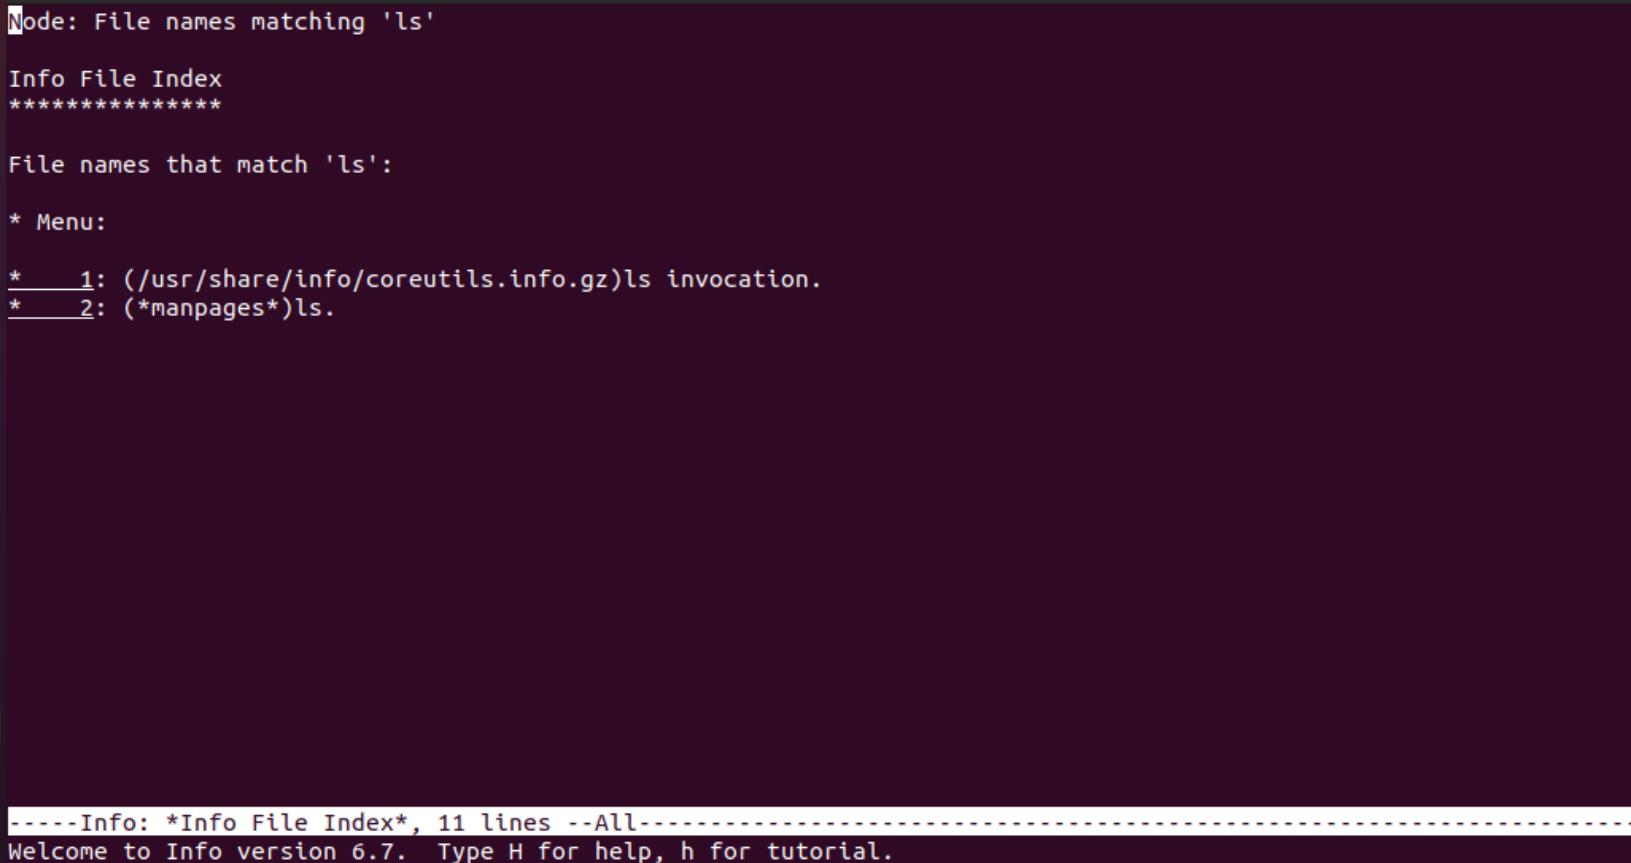 Node: File names matching 'ls'
Info File Index
***************
File names that match 'ls':
* Menu:
*    1: (/usr/share/info/coreutils.info.gz)ls invocation.
*    2: (*manpages*)ls.
-----Info: *Info File Index*, 11 lines --All----------------------------------------------------------------------
Welcome to Info version 6.7.  Type H for help, h for tutorial.